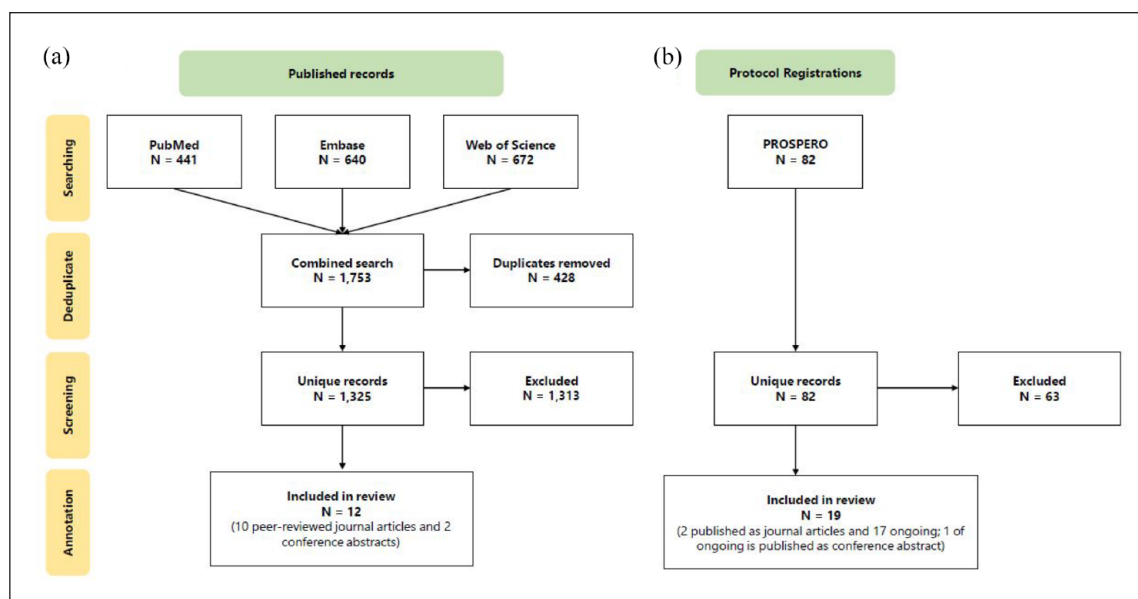 (a)
Published records
Searching
PubMed
N = 441
Embase
N = 640
Web of Science
N = 672
Deduplicate
Combined search
N = 1,753
Duplicates removed
N = 428
Screening
Unique records
N = 1,325
Excluded
N = 1,313
Annotation
Included in review
N = 12
(10 peer-reviewed journal articles and 2
conference abstracts)
(b)
Protocol Registrations
PROSPERO
N = 82
Unique records
N = 82
Excluded
N = 63
Included in review
N = 19
(2 published as journal articles and 17 ongoing; 1 of
ongoing is published as conference abstract)